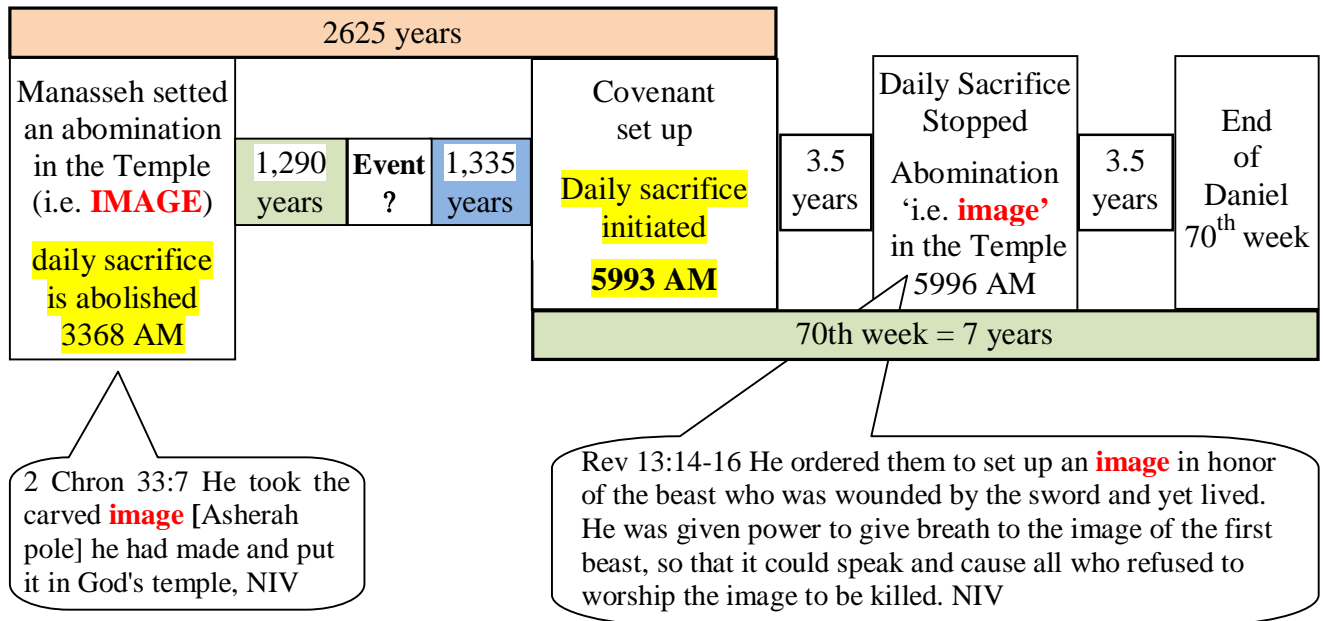 2625 years
Manasseh setted
an abomination
in the Temple
(i.e. IMAGE)
daily sacrifice
is abolished
3368 AM
1,290
years
Event
?
1,335
years
Covenant
set up
Daily sacrifice
initiated
5993 AM
3.5
years
Daily Sacrifice
Stopped
Abomination
‘i.e. image’
in the Temple
5996 AM
3.5
years
End
of
Daniel
70th week
70th week = 7 years
2 Chron 33:7 He took the
carved image [Asherah
pole] he had made and put
it in God's temple, NIV
Rev 13:14-16 He ordered them to set up an image in honor
of the beast who was wounded by the sword and yet lived.
He was given power to give breath to the image of the first
beast, so that it could speak and cause all who refused to
worship the image to be killed. NIV